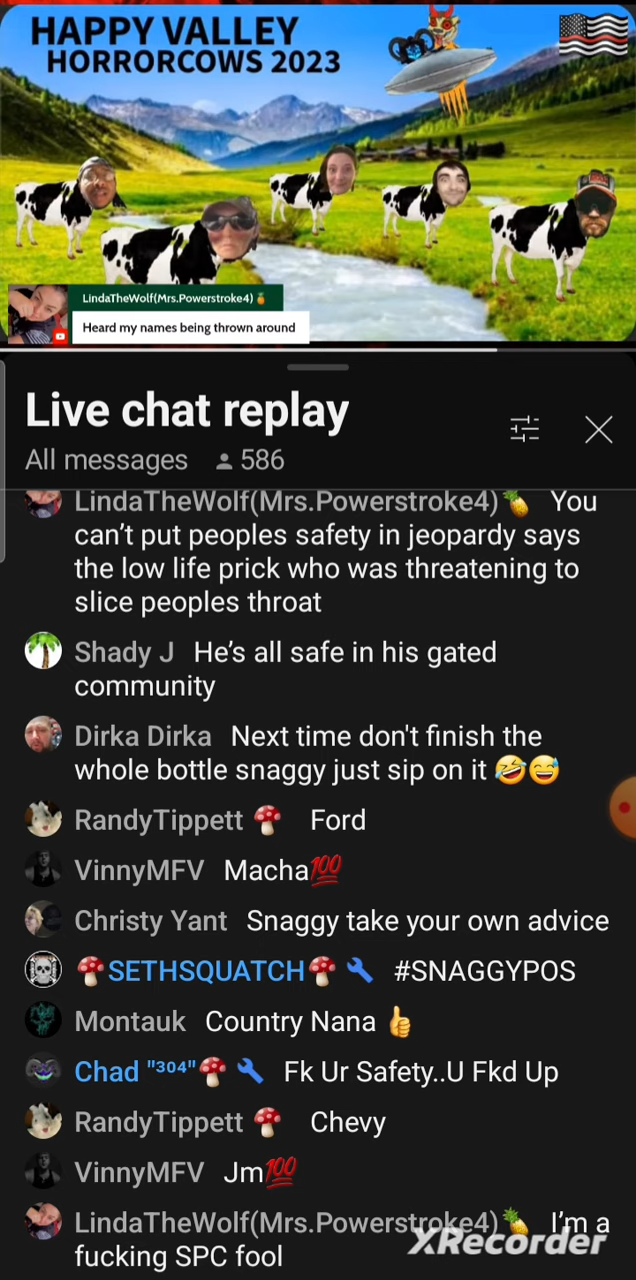 HAPPY VALLEY
HORRORCOWS 2023
LindaTheWolf(Mrs.Powerstroke4)🍍
Heard my names being thrown around
Live chat replay
All messages 586
LindaTheWolf(Mrs.Powerstroke4)🍍 You
can't put peoples safety in jeopardy says
the low life prick who was threatening to
slice peoples throat
Shady J He's all safe in his gated
community
Dirka Dirka Next time don't finish the
whole bottle snaggy just sip on it 🤣😅
RandyTippett 🍄 Ford
VinnyMFV Macha💯
Christy Yant Snaggy take your own advice
🍄SETHSQUATCH🍄 🔧 #SNAGGYPOS
Montauk Country Nana 👍
Chad "³⁰⁴"🍄 🔧 Fk Ur Safety..U Fkd Up
RandyTippett 🍄 Chevy
VinnyMFV Jm💯
LindaTheWolf(Mrs.Powerstroke4)🍍 I'm a
fucking SPC fool
XRecorder